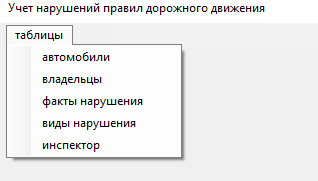 Учет нарушений правил дорожного движения
таблицы
автомобили
владельцы
факты нарушения
виды нарушения
инспектор